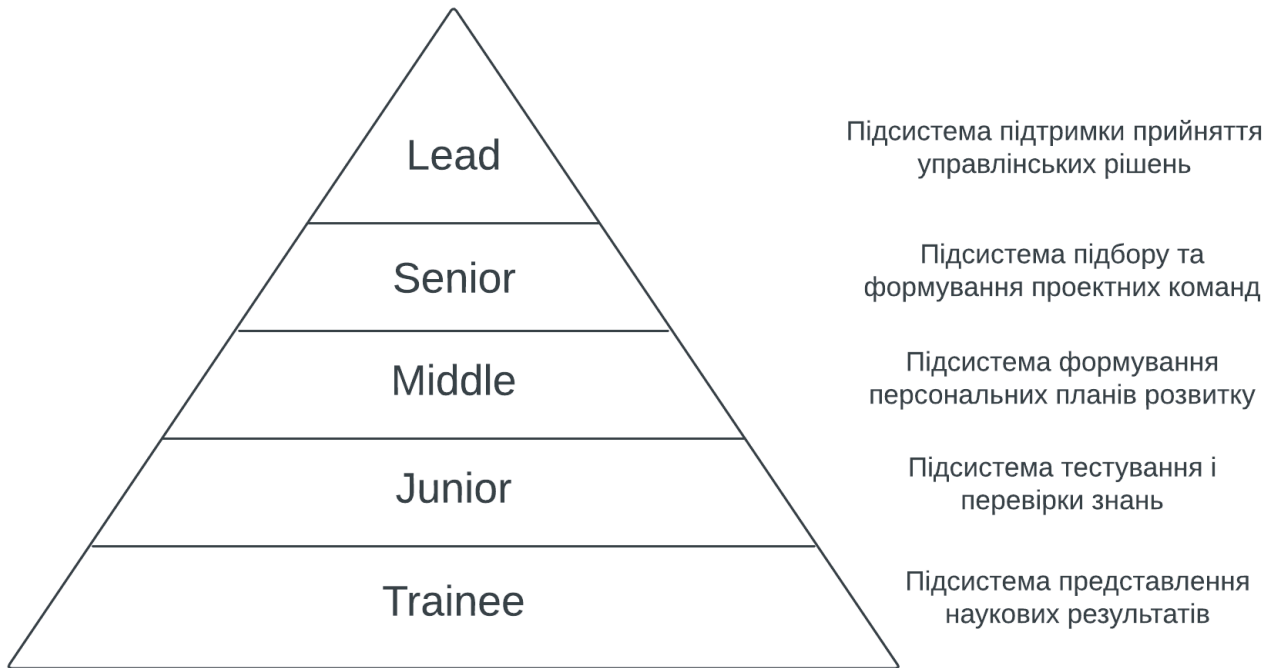 Lead
Підсистема підтримки прийняття
управлінських рішень
Senior
Підсистема підбору та
формування проектних команд
Middle
Підсистема формування
персональних планів розвитку
Junior
Підсистема тестування і
перевірки знань
Trainee
Підсистема представлення
наукових результатів